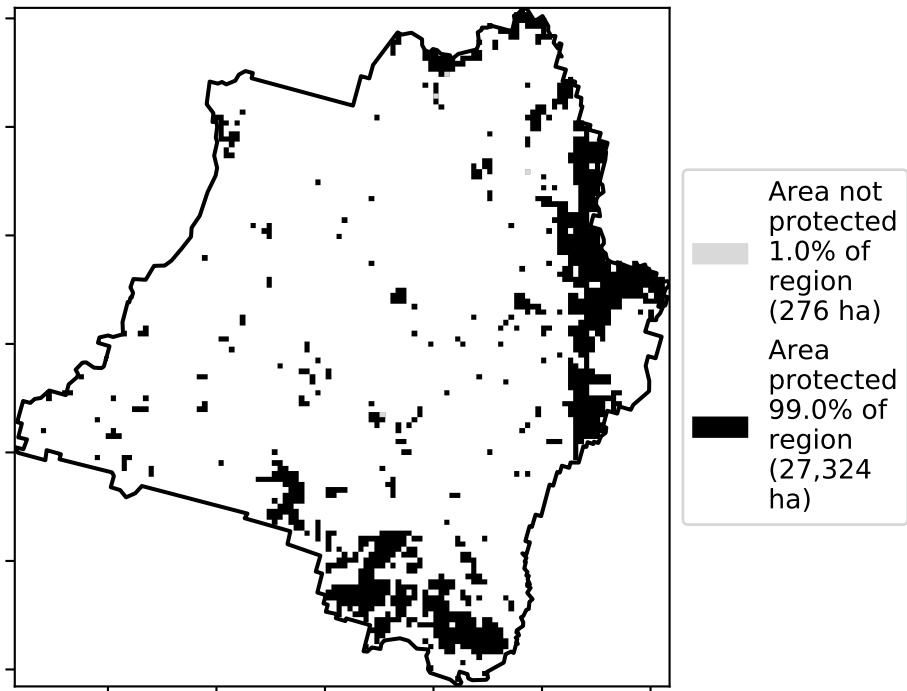 Area not
protected
1.0% of
region
(276 ha)
Area
protected
99.0% of
region
(27,324
ha)